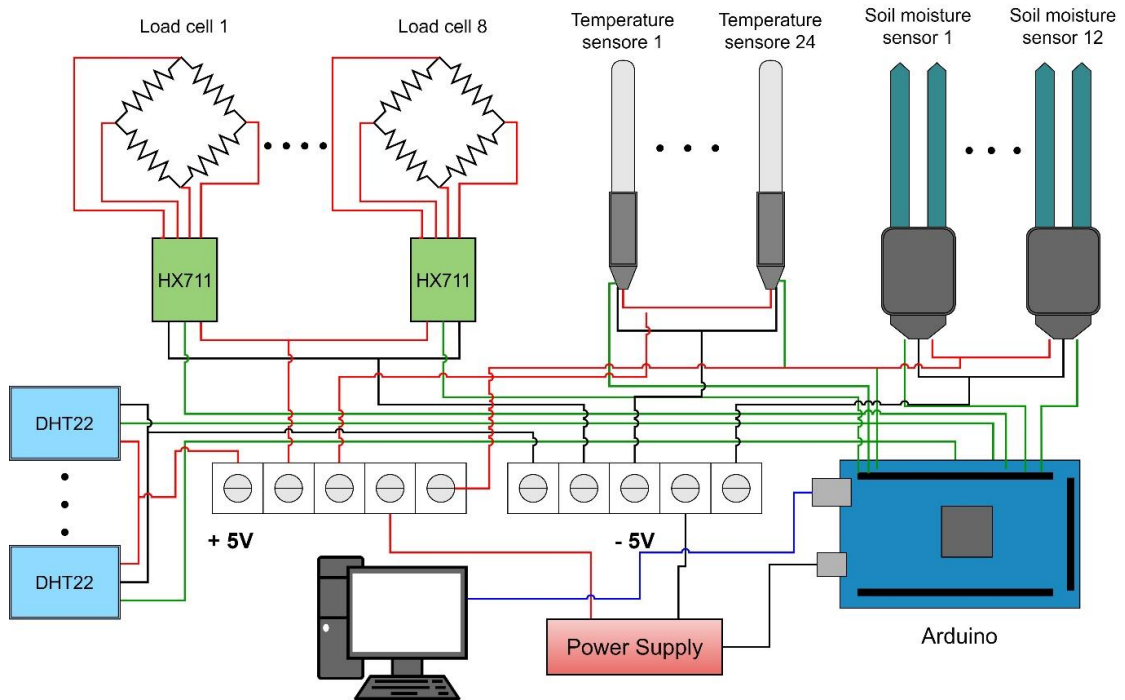 Load cell 1
Load cell 8
Temperature
sensore 1
Temperature
sensore 24
Soil moisture
sensor 1
Soil moisture
sensor 12
HX711
HX711
DHT22
DHT22
+ 5V
- 5V
Power Supply
Arduino